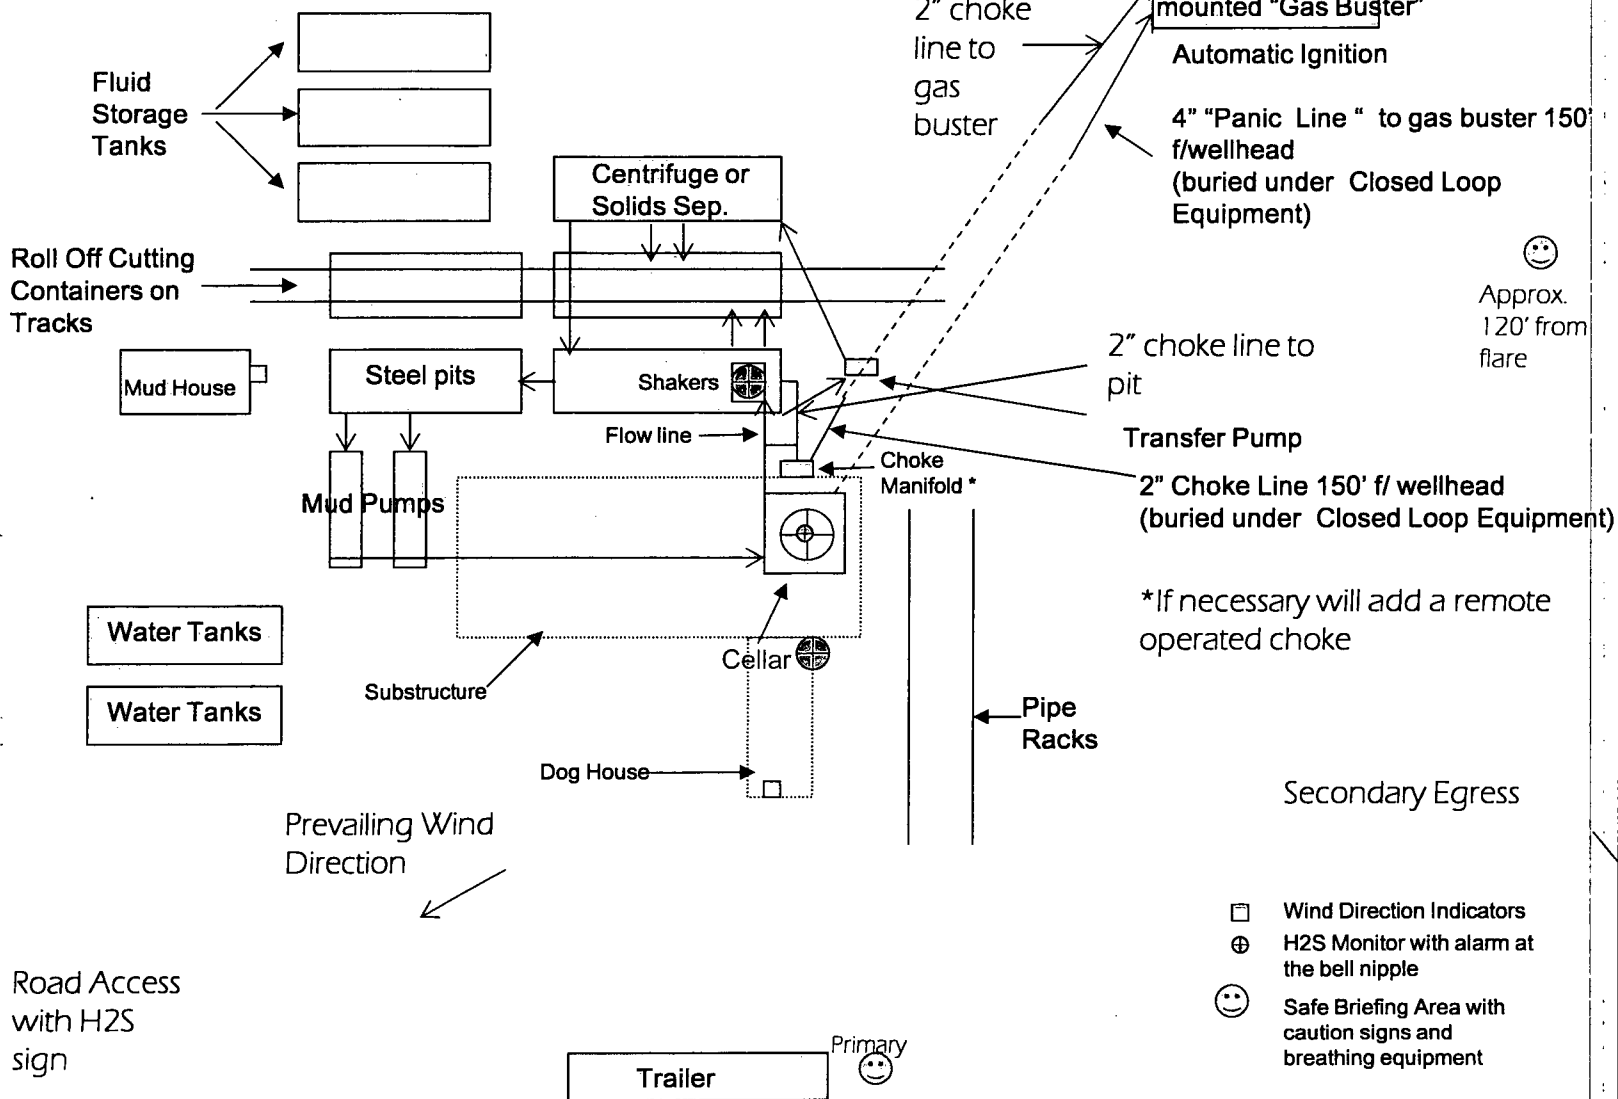 2” choke
line to
gas
buster
mounted “Gas Buster”
Automatic Ignition
4” “Panic Line “ to gas buster 150’
f/wellhead
(buried under Closed Loop
Equipment)
Fluid
Storage
Tanks
Centrifuge or
Solids Sep.
Roll Off Cutting
Containers on
Tracks
Approx.
120’ from
flare
Mud House
Steel pits
Shakers
2” choke line to
pit
Flow line
Transfer Pump
Choke
Manifold *
2” Choke Line 150’ f/ wellhead
(buried under Closed Loop Equipment)
Mud Pumps
*If necessary will add a remote
operated choke
Water Tanks
Cellar
Substructure
Water Tanks
Pipe
Racks
Dog House
Secondary Egress
Prevailing Wind
Direction
Wind Direction Indicators
H2S Monitor with alarm at
the bell nipple
Safe Briefing Area with
caution signs and
breathing equipment
Road Access
with H2S
sign
Primary
Trailer